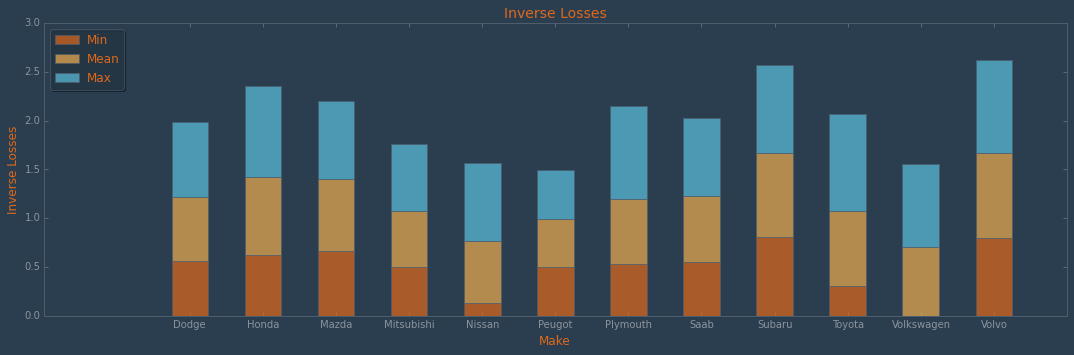 Inverse Losses
3.0
2.5
2.0
1.5
1.0
0.5
0.0
Inverse Losses
Min
Mean
Max
Dodge Honda Mazda Mitsubishi Nissan Peugot Plymouth Saab Subaru Toyota Volkswagen Volvo
Make